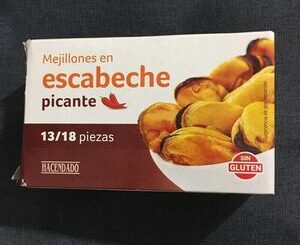 Mejillones en
escabeche
picante
13/18 piezas
HACENDADO
SIN
GLUTEN